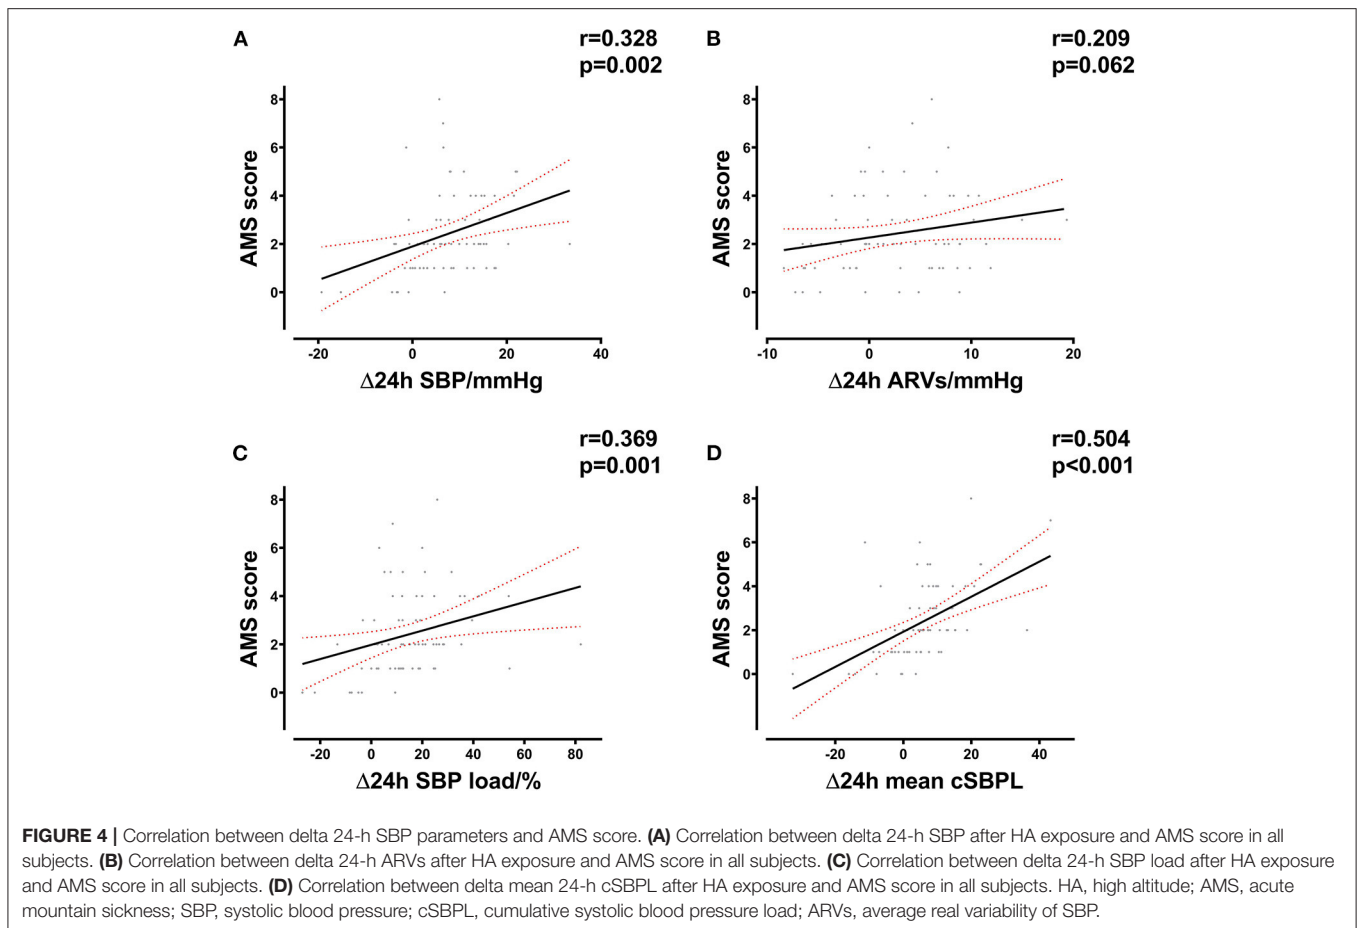 A
r=0.328
p=0.002
8
6
4
2
0
AMS score
-20 0 20 40
Δ24h SBP/mmHg
B
r=0.209
p=0.062
8
6
4
2
0
AMS score
-10 0 10 20
Δ24h ARVs/mmHg
C
r=0.369
p=0.001
8
6
4
2
0
AMS score
-20 0 20 40 60 80
Δ24h SBP load/%
D
r=0.504
p<0.001
8
6
4
2
0
AMS score
-20 0 20 40
Δ24h mean cSBPL
FIGURE 4 | Correlation between delta 24-h SBP parameters and AMS score. (A) Correlation between delta 24-h SBP after HA exposure and AMS score in all
subjects. (B) Correlation between delta 24-h ARVs after HA exposure and AMS score in all subjects. (C) Correlation between delta 24-h SBP load after HA exposure
and AMS score in all subjects. (D) Correlation between delta mean 24-h cSBPL after HA exposure and AMS score in all subjects. HA, high altitude; AMS, acute
mountain sickness; SBP, systolic blood pressure; cSBPL, cumulative systolic blood pressure load; ARVs, average real variability of SBP.